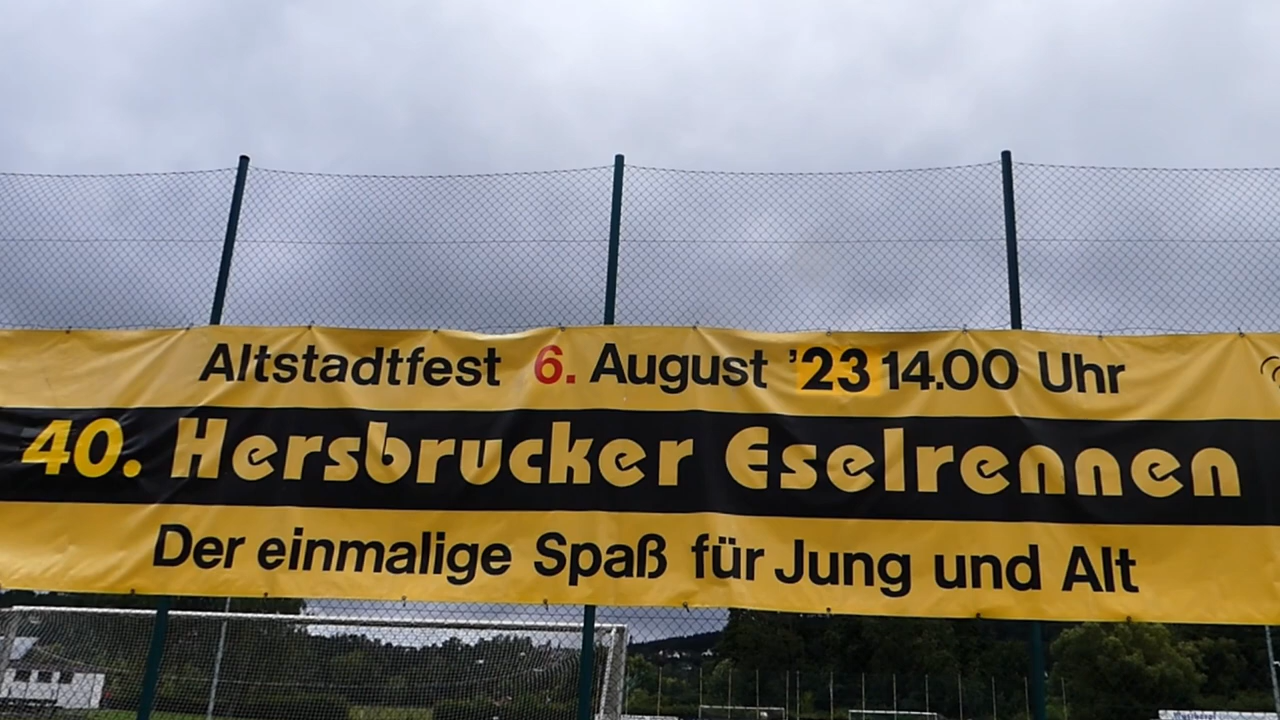 Altstadtfest 6. August '23 14.00 Uhr
40. Hersbrucker Eselrennen
Der einmalige Spaß für Jung und Alt